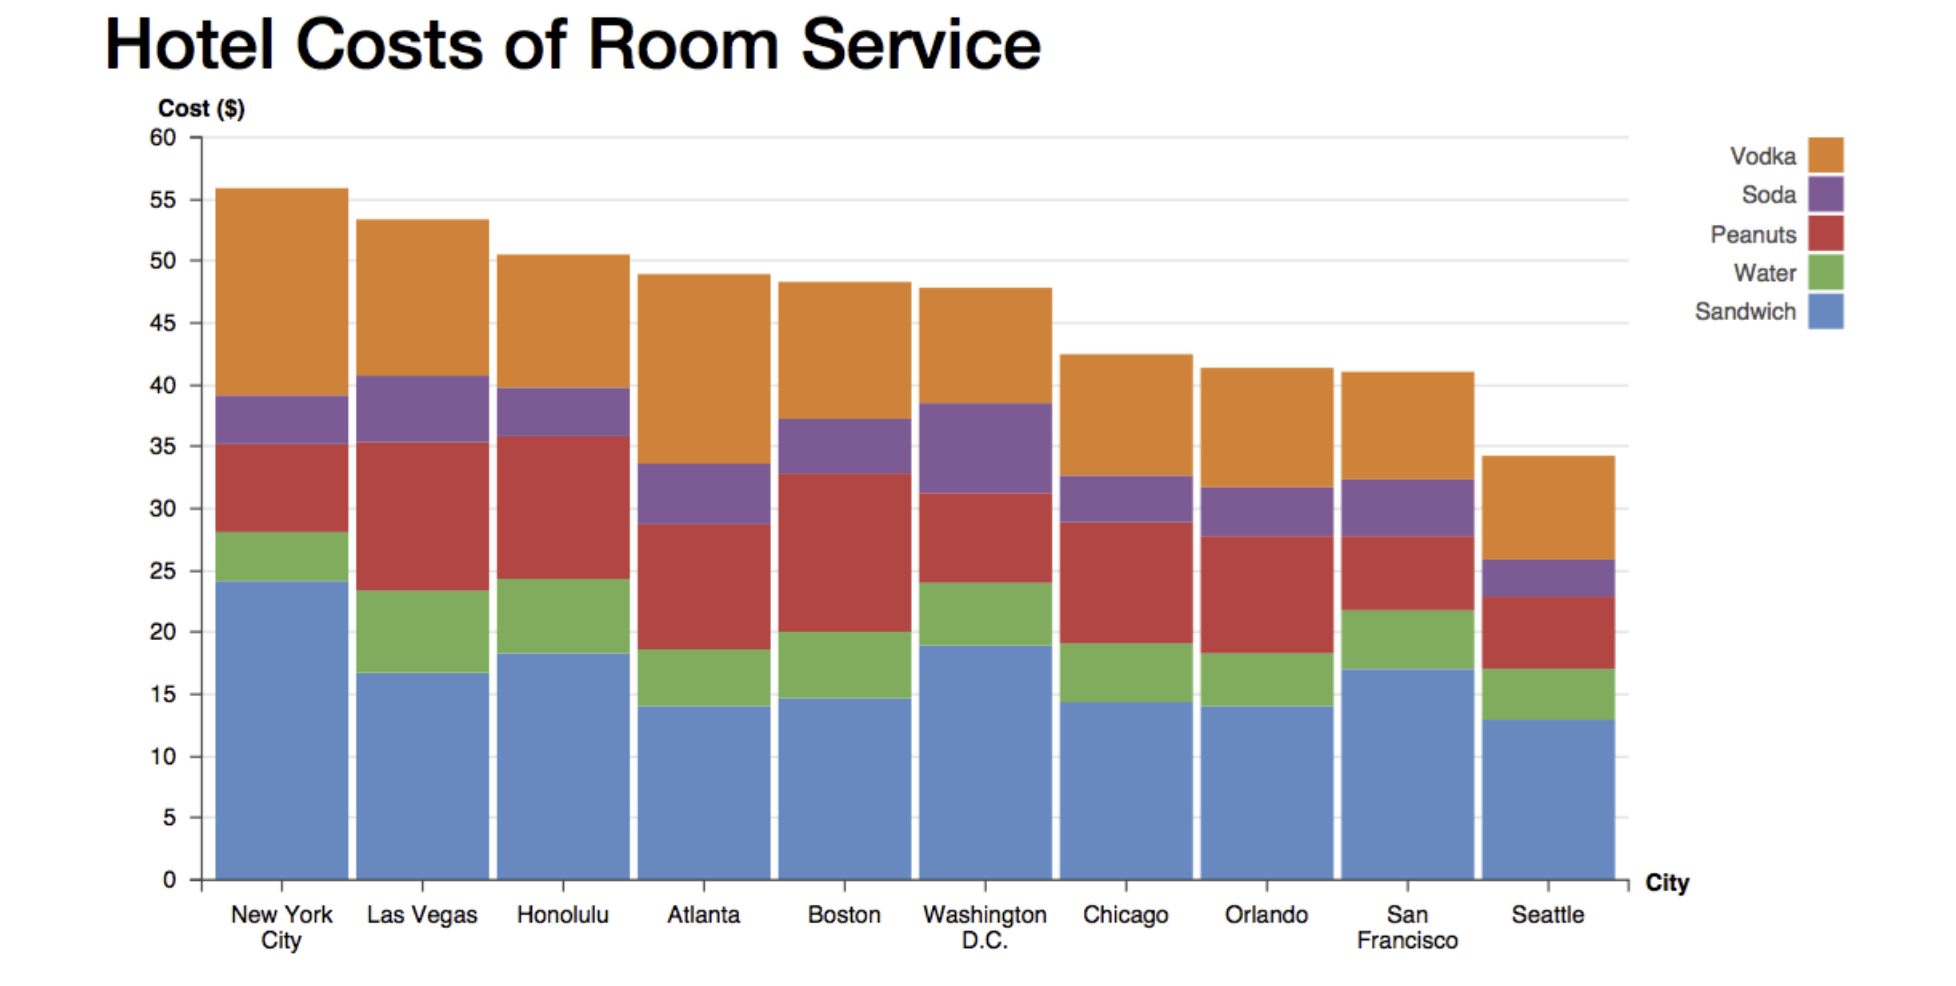 Hotel Costs of Room Service
Cost ($)
60
55
50
45
40
35
30
25
20
15
10
5
0
Vodka
Soda
Peanuts
Water
Sandwich
City
New York
City
Las Vegas
Honolulu
Atlanta
Boston
Washington
D.C.
Chicago
Orlando
San
Francisco
Seattle